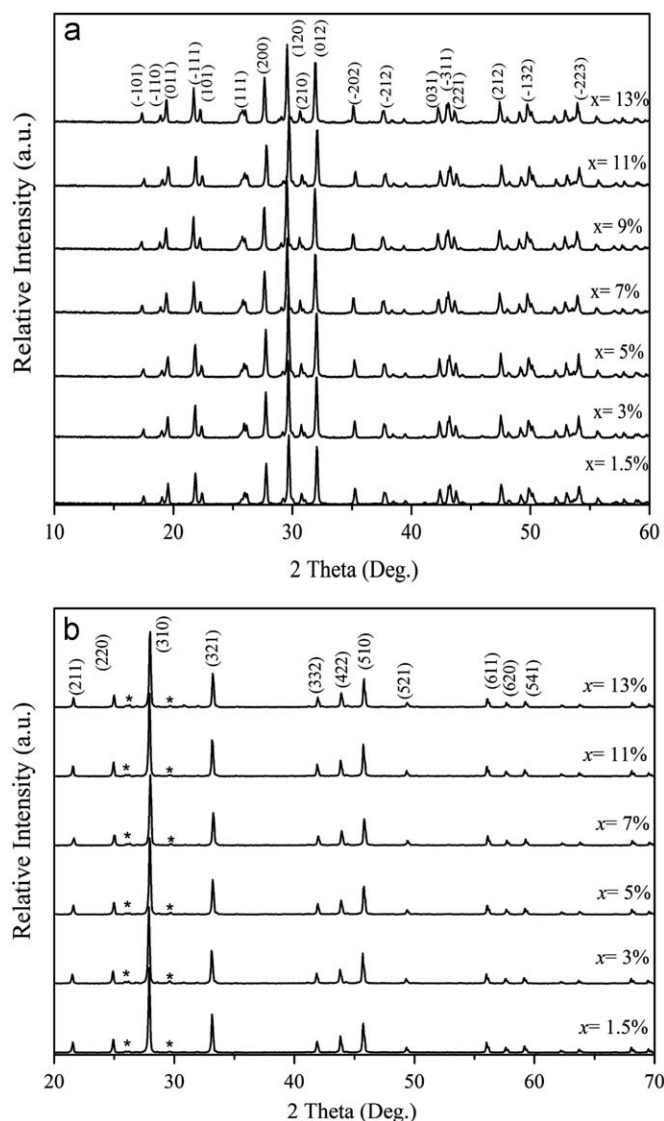 a
(-101)
(-110)
(011)
(-111)
(101)
(111)
(200)
(120)
(210)
(012)
(-202)
(-212)
(031)
(-311)
(221)
(212)
(-132)
(-223)
x= 13%
x= 11%
x= 9%
x= 7%
x= 5%
x= 3%
x= 1.5%
Relative Intensity (a.u.)
10 20 30 40 50 60
2 Theta (Deg.)
b
(211)
(220)
(310)
(321)
(332)
(422)
(510)
(521)
(611)
(620)
(541)
* * x= 13%
* * x= 11%
* * x= 7%
* * x= 5%
* * x= 3%
* * x= 1.5%
Relative Intensity (a.u.)
20 30 40 50 60 70
2 Theta (Deg.)